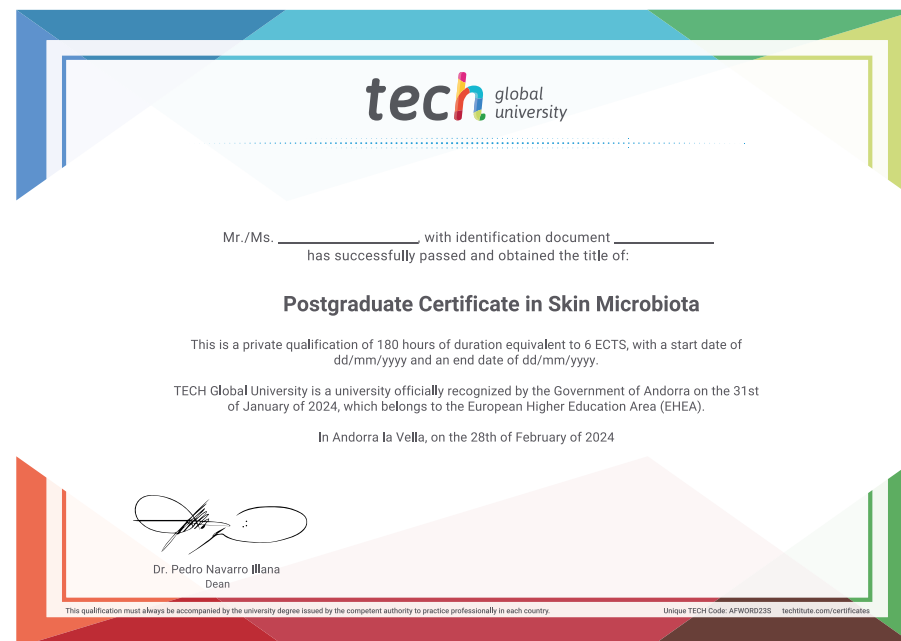 tech global university
Mr./Ms. ____________, with identification document ____________
has successfully passed and obtained the title of:
Postgraduate Certificate in Skin Microbiota
This is a private qualification of 180 hours of duration equivalent to 6 ECTS, with a start date of
dd/mm/yyyy and an end date of dd/mm/yyyy.
TECH Global University is a university officially recognized by the Government of Andorra on the 31st
of January of 2024, which belongs to the European Higher Education Area (EHEA).
In Andorra la Vella, on the 28th of February of 2024
Dr. Pedro Navarro Illana
Dean
This qualification must always be accompanied by the university degree issued by the competent authority to practice professionally in each country. Unique TECH Code: AFWORD23S techtitute.com/certificates